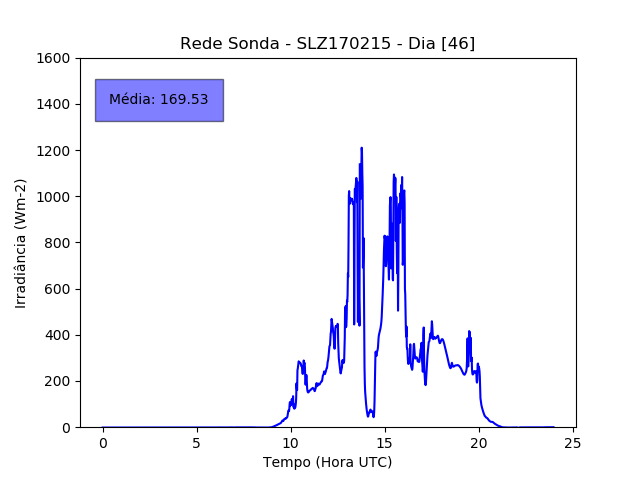 Rede Sonda - SLZ170215 - Dia [46]
1600
1400
1200
1000
800
600
400
200
0
Média: 169.53
Irradiância (Wm-2)
0 5 10 15 20 25
Tempo (Hora UTC)